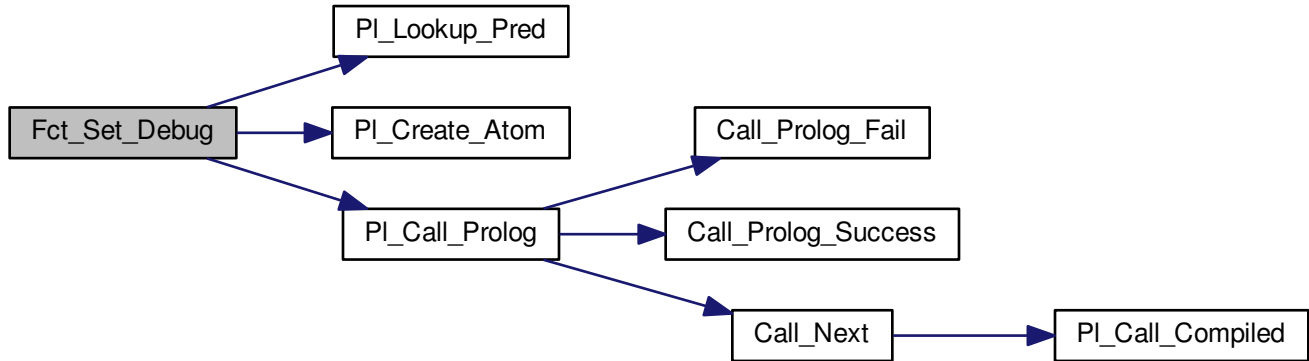 Pl_Lookup_Pred
Fct_Set_Debug
Pl_Create_Atom
Call_Prolog_Fail
Pl_Call_Prolog
Call_Prolog_Success
Call_Next
Pl_Call_Compiled